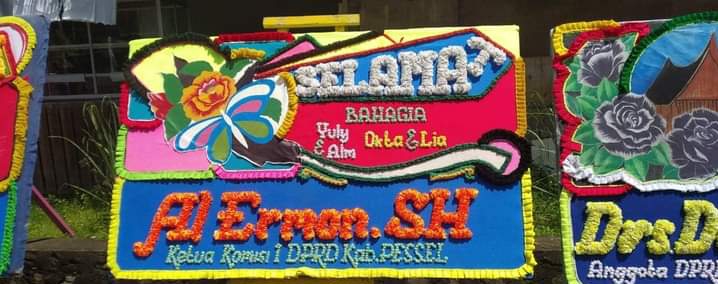 SELAMAT
BAHAGIA
Yuly & Alm
Okta & Lia
Al Ermon. SH
Ketua Komisi 1 DPRD Kab. PESSEL
Drs.D
Anggota DPR